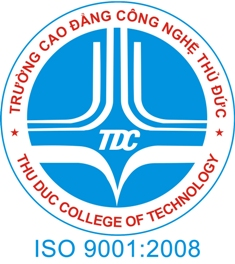 TRƯỜNG CAO ĐẲNG CÔNG NGHỆ THỦ ĐỨC
TDC
THU DUC COLLEGE OF TECHNOLOGY
ISO 9001:2008